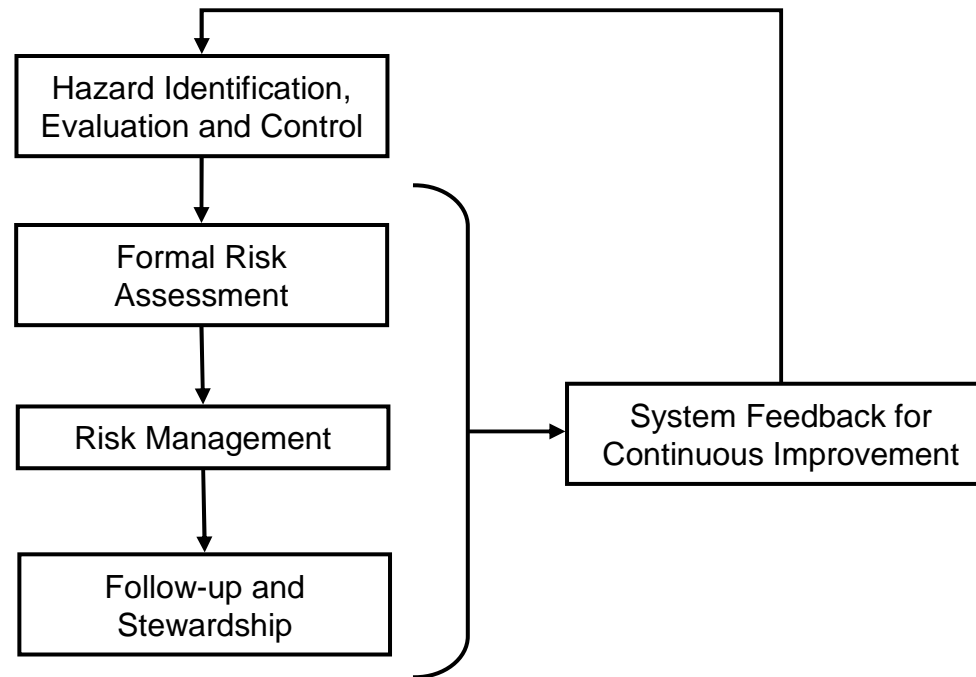 Hazard Identification,
Evaluation and Control
Formal Risk
Assessment
Risk Management
Follow-up and
Stewardship
System Feedback for
Continuous Improvement